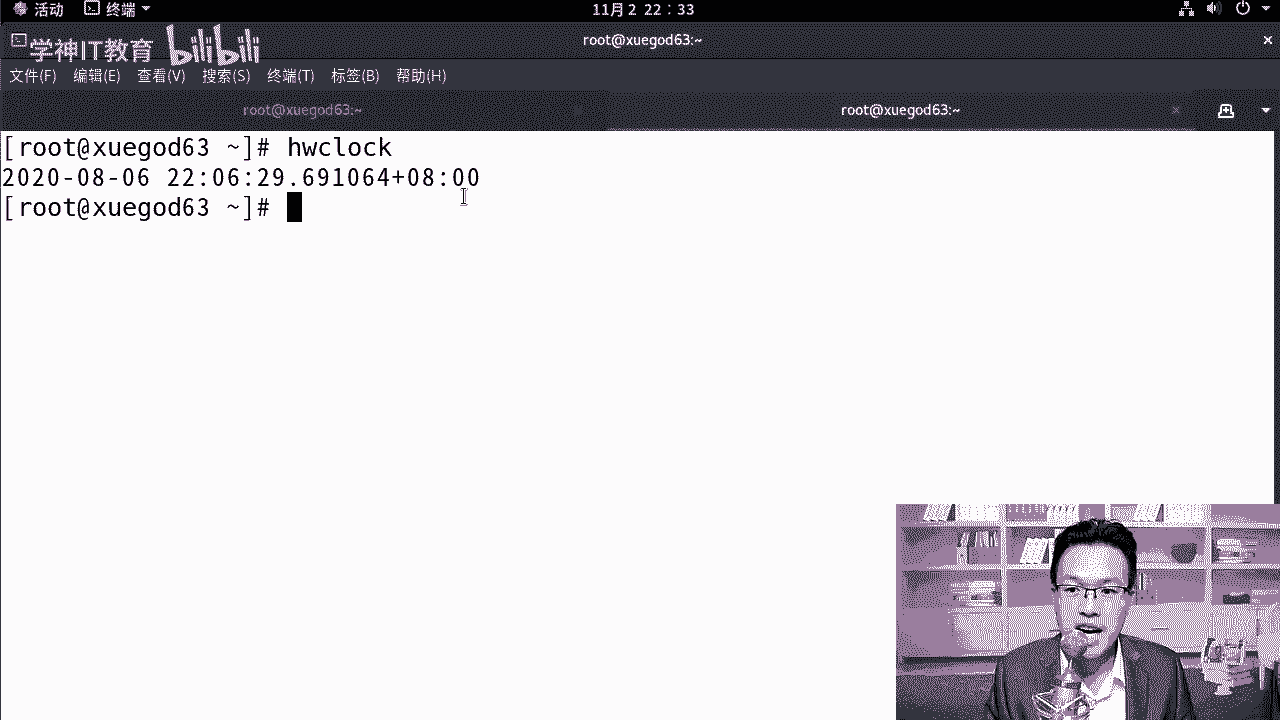 活动 终端 11月2 22：33
学神IT教育 bilibili root@xuegod63:~ ×
文件(F) 编辑(E) 查看(V) 搜索(S) 终端(T) 标签(B) 帮助(H)
root@xuegod63:~ × root@xuegod63:~ ×
[root@xuegod63 ~]# hwclock
2020-08-06 22:06:29.691064+08:00
[root@xuegod63 ~]#